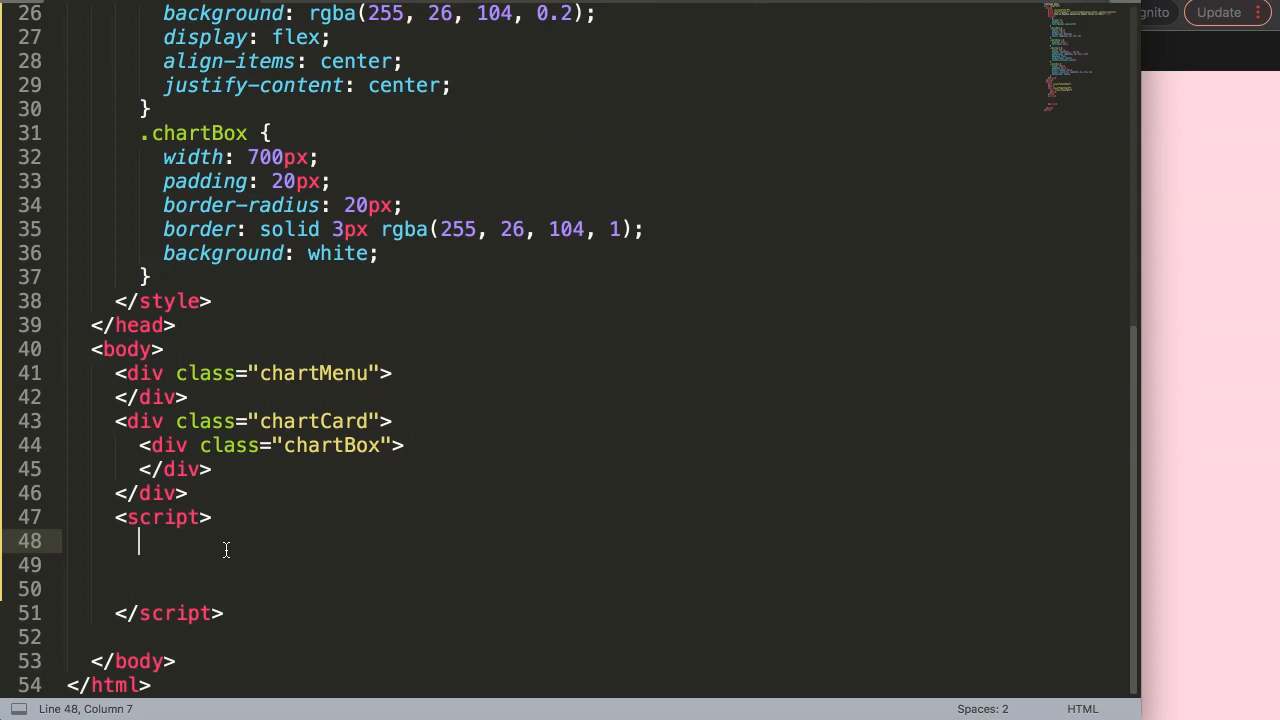 26 background: rgba(255, 26, 104, 0.2);
27 display: flex;
28 align-items: center;
29 justify-content: center;
30 }
31 .chartBox {
32 width: 700px;
33 padding: 20px;
34 border-radius: 20px;
35 border: solid 3px rgba(255, 26, 104, 1);
36 background: white;
37 }
38 </style>
39 </head>
40 <body>
41 <div class="chartMenu">
42 </div>
43 <div class="chartCard">
44 <div class="chartBox">
45 </div>
46 </div>
47 <script>
48
49
50
51 </script>
52
53 </body>
54 </html>
Line 48, Column 7
Spaces: 2
HTML
Update